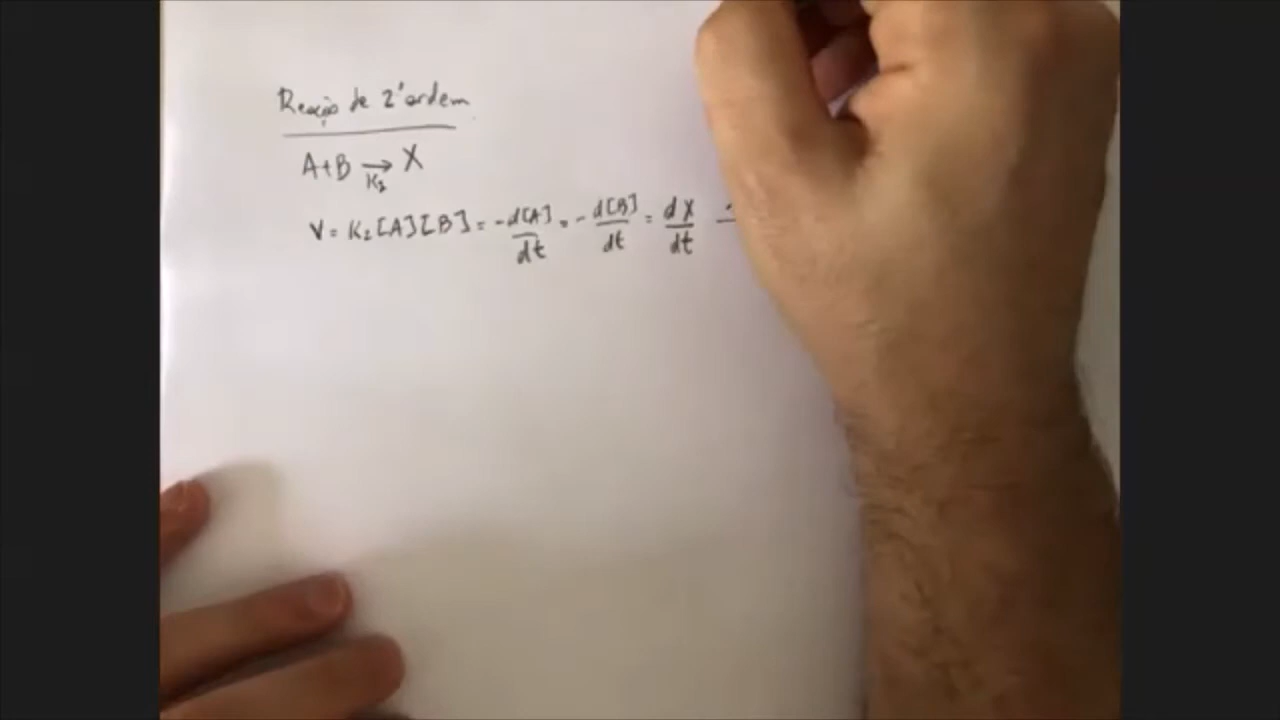 Reação de 2ª ordem
A+B →K₂ X
V = K₂[A][B] = -d[A]/dt = -d[B]/dt = dX/dt